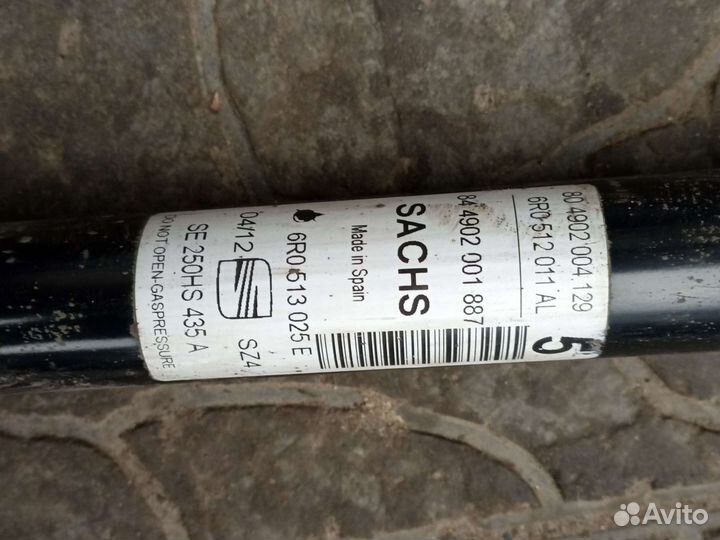 80 4902 004 129
6R0 512 011 AL
5
84 4902 001 887
SACHS
Made in Spain
6R0 513 025 E
04/12
SZ4
SE 250HS 435 A
DO NOT OPEN-GASPRESSURE
Avito